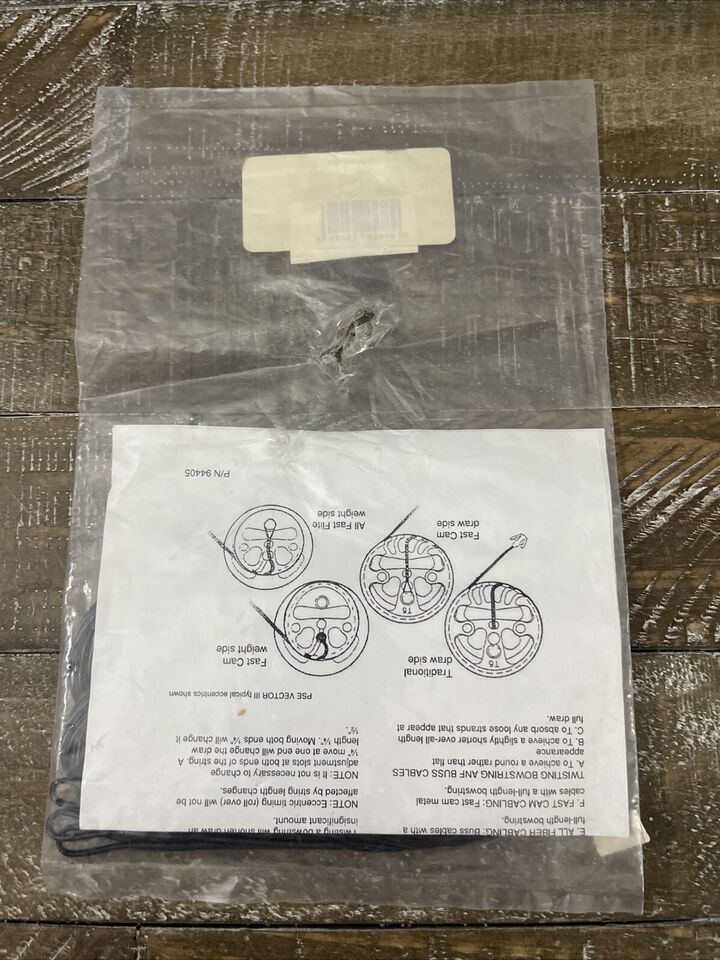 E. ALL FIBER CABLING: Buss cables with a
full-length bowstring.
F. FAST CAM CABLING: Fast cam metal
cables with a full-length bowstring.
TWISTING BOWSTRING ANY BUSS CABLES
A. To achieve a round rather than flat
appearance
B. To achieve a slightly shorter over-all length
C. To absorb any loose strands that appear at
full draw.
Twisting a bowstring will shorten draw an
insignificant amount.
NOTE: Eccentric timing (roll over) will not be
affected by string length changes.
NOTE: It is not necessary to change
adjustment slots at both ends of the string. A
¼" move at one end will change the draw
length ¼". Moving both ends ¼" will change it
½".
PSE VECTOR III typical eccentrics shown
Traditional
draw side
T5
Fast Cam
weight side
T5
Fast Cam
draw side
All Fast Flite
weight side
P/N 94405